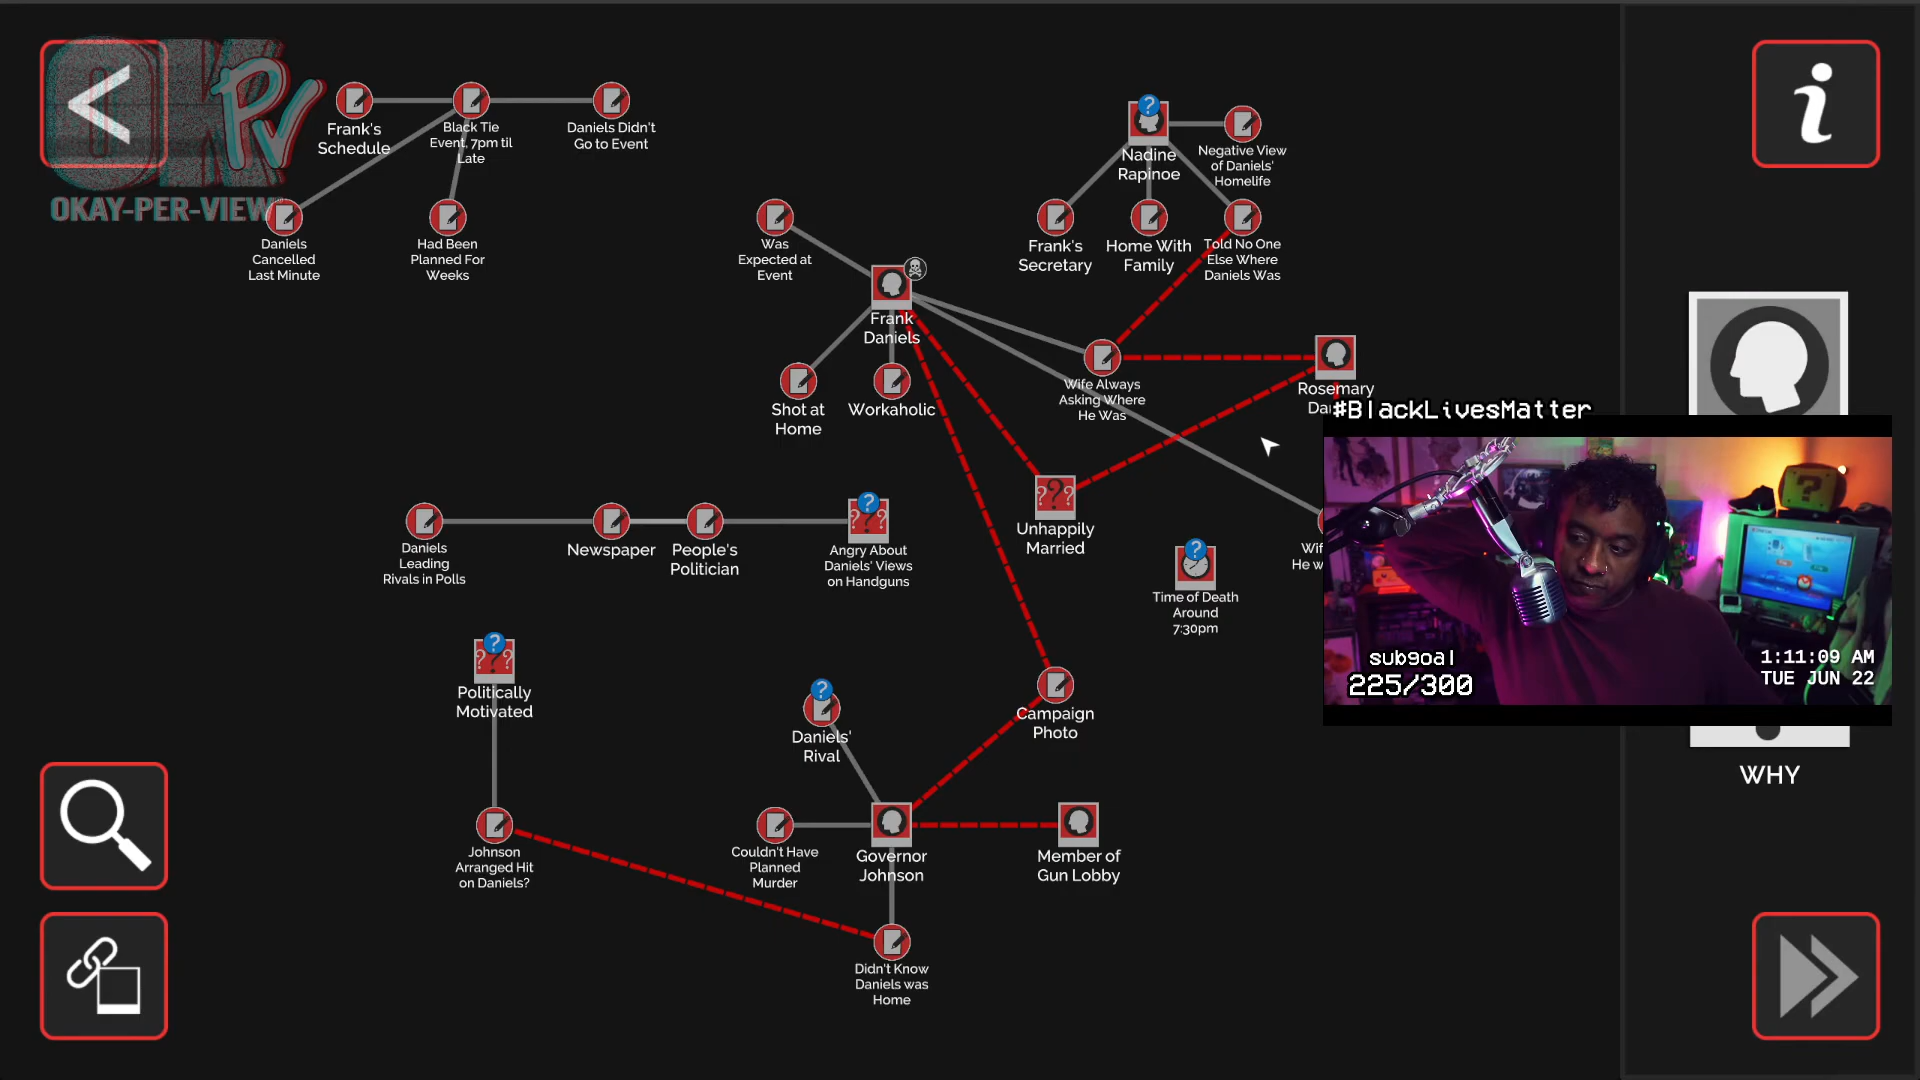 OK
PV
OKAY-PER-VIEW
Frank's
Schedule
Black Tie
Event, 7pm til
Late
Daniels Didn't
Go to Event
Daniels
Cancelled
Last Minute
Had Been
Planned For
Weeks
Was
Expected at
Event
Nadine
Rapinoe
Negative View
of Daniels'
Homelife
Frank's
Secretary
Home With
Family
Told No One
Else Where
Daniels Was
Frank
Daniels
Shot at
Home
Workaholic
Wife Always
Asking Where
He Was
Rosemary
#BlackLivesMatter
Unhappily
Married
Daniels
Leading
Rivals in Polls
Newspaper
People's
Politician
Angry About
Daniels' Views
on Handguns
Time of Death
Around
7:30pm
Politically
Motivated
Daniels'
Rival
Campaign
Photo
subgoal
225/300
1:11:09 AM
TUE JUN 22
WHY
Johnson
Arranged Hit
on Daniels?
Couldn't Have
Planned
Murder
Governor
Johnson
Member of
Gun Lobby
Didn't Know
Daniels was
Home